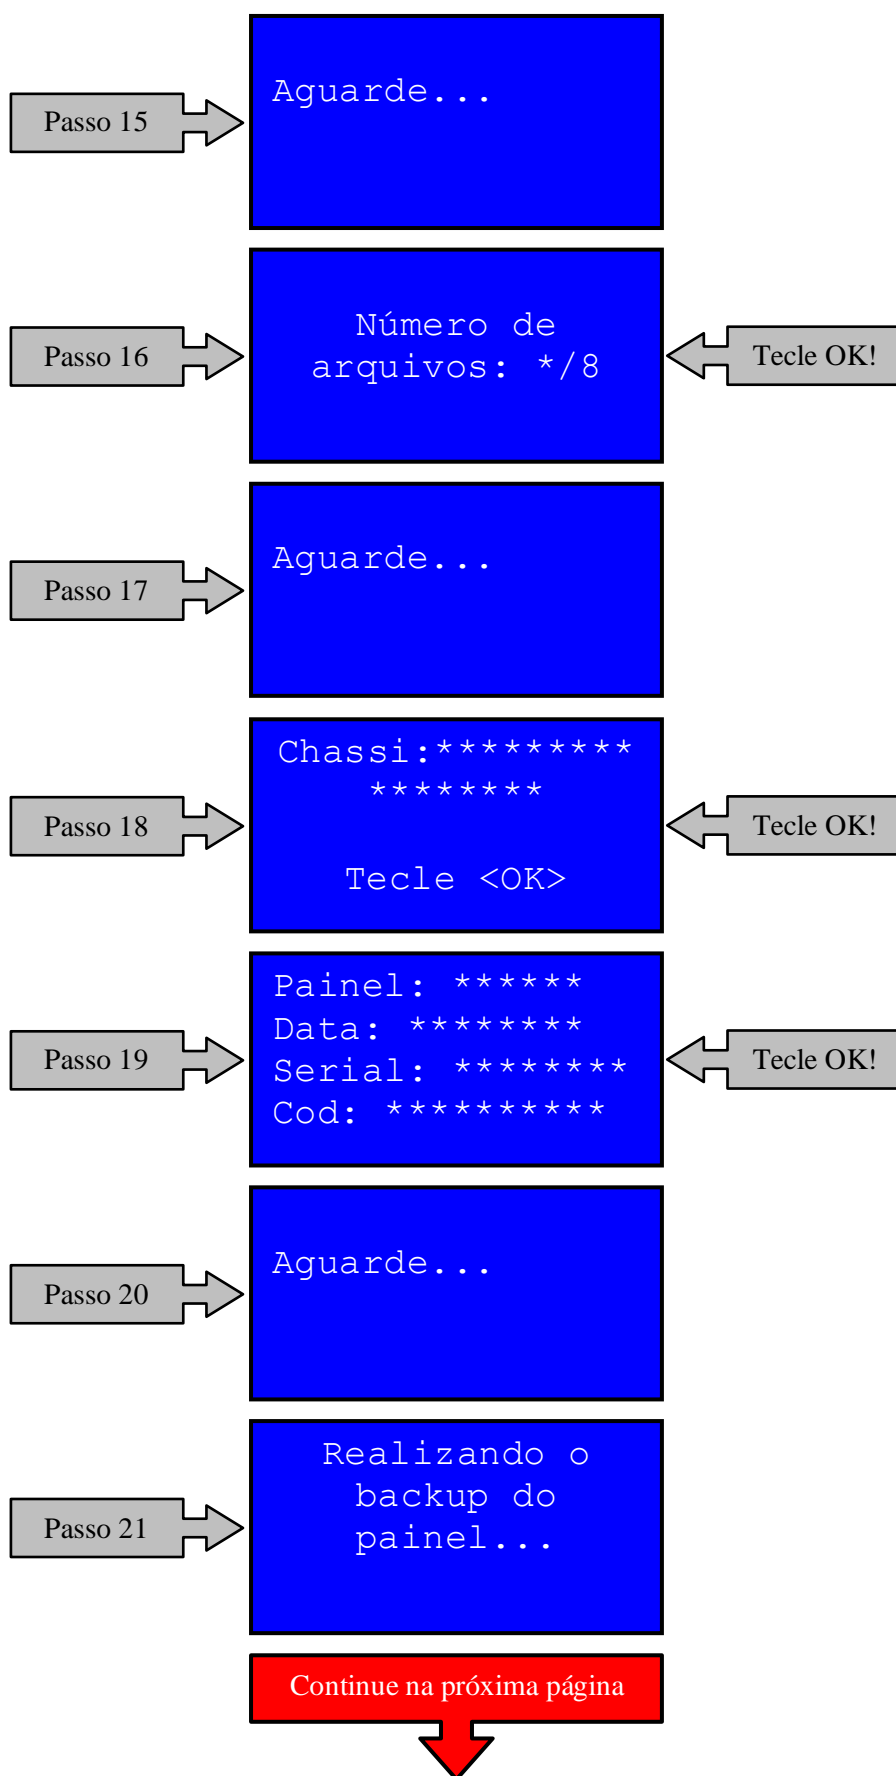 Aguarde...
Passo 15
Número de
arquivos: */8
Passo 16
Tecle OK!
Aguarde...
Passo 17
Chassi:*********
********
Tecle <OK>
Passo 18
Tecle OK!
Painel: ******
Data: ********
Serial: ********
Cod: **********
Passo 19
Tecle OK!
Aguarde...
Passo 20
Realizando o
backup do
painel...
Passo 21
Continue na próxima página